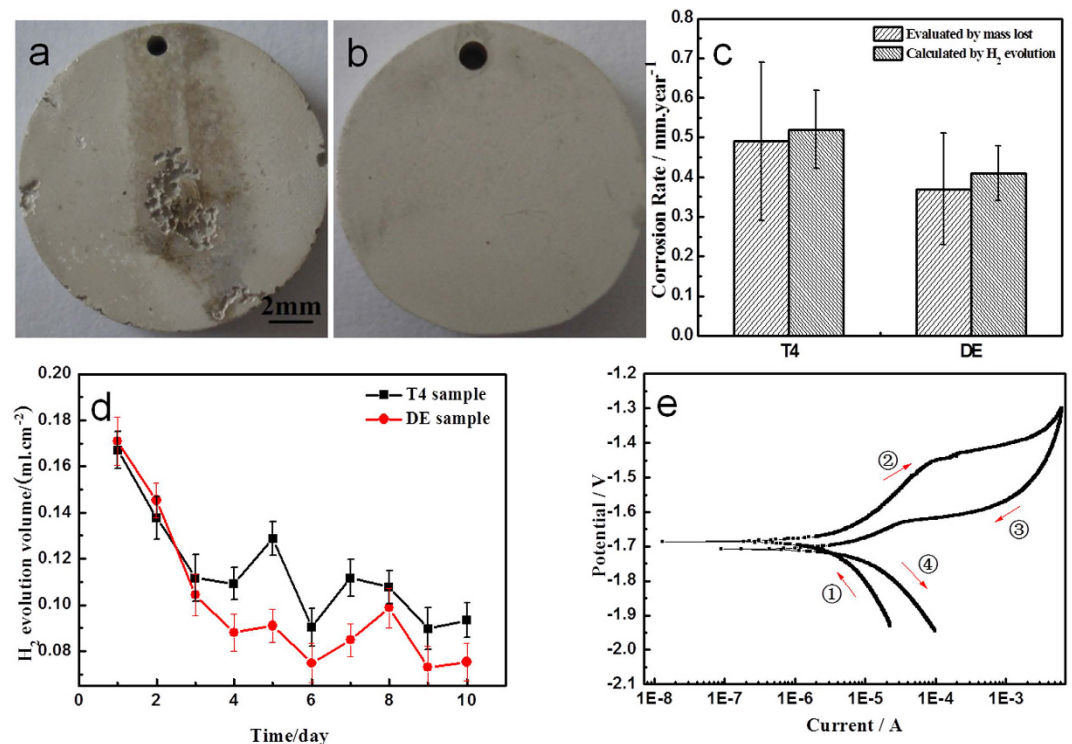 a
2mm
b
c
Evaluated by mass lost
Calculated by H₂ evolution
Corrosion Rate / mm.year⁻¹
0.8
0.7
0.6
0.5
0.4
0.3
0.2
0.1
0.0
T4
DE
d
T4 sample
DE sample
H₂ evolution volume/(ml.cm⁻²)
0.20
0.18
0.16
0.14
0.12
0.10
0.08
0
2
4
6
8
10
Time/day
e
Potential / V
-1.2
-1.3
-1.4
-1.5
-1.6
-1.7
-1.8
-1.9
-2.0
-2.1
②
③
④
①
1E-8
1E-7
1E-6
1E-5
1E-4
1E-3
Current / A